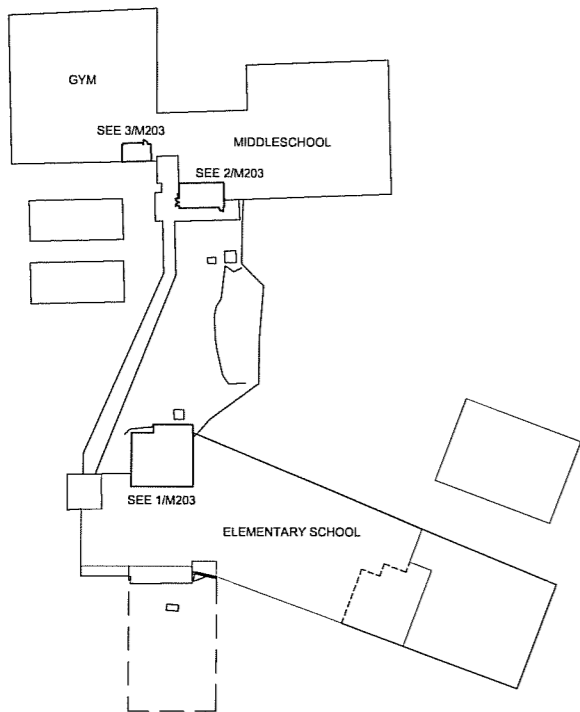 GYM
SEE 3/M203
MIDDLESCHOOL
SEE 2/M203
SEE 1/M203
ELEMENTARY SCHOOL